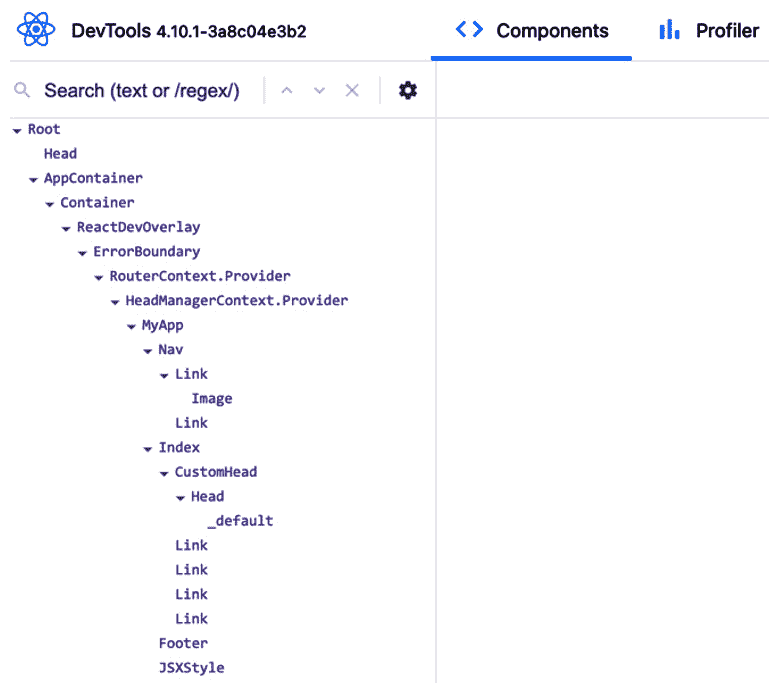 DevTools 4.10.1-3a8c04e3b2 Components Profiler
Search (text or /regex/)
Root
Head
AppContainer
Container
ReactDevOverlay
ErrorBoundary
RouterContext.Provider
HeadManagerContext.Provider
MyApp
Nav
Link
Image
Link
Index
CustomHead
Head
_default
Link
Link
Link
Link
Footer
JSXStyle